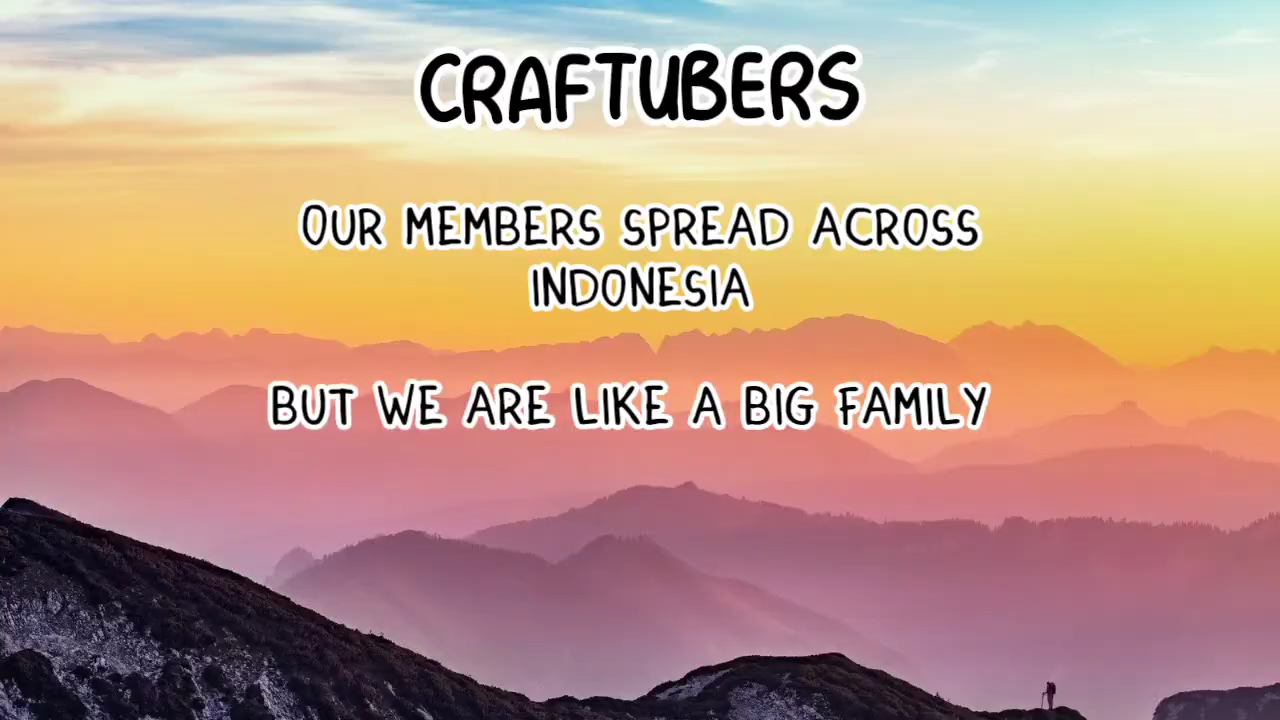 CRAFTUBERS
OUR MEMBERS SPREAD ACROSS
INDONESIA
BUT WE ARE LIKE A BIG FAMILY